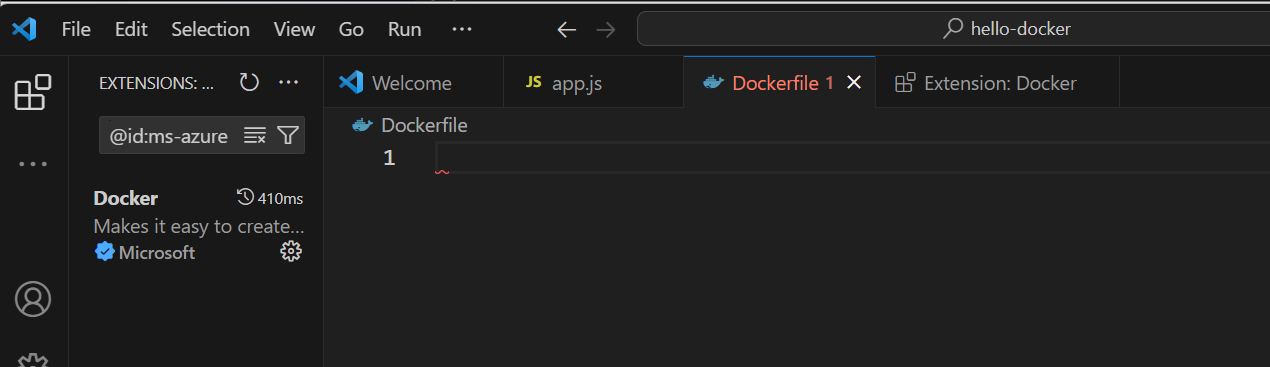 File Edit Selection View Go Run ··· ← → hello-docker
EXTENSIONS: ... ···
Welcome JS app.js Dockerfile 1 Extension: Docker
@id:ms-azure
Dockerfile
1
···
Docker 410ms
Makes it easy to create...
Microsoft